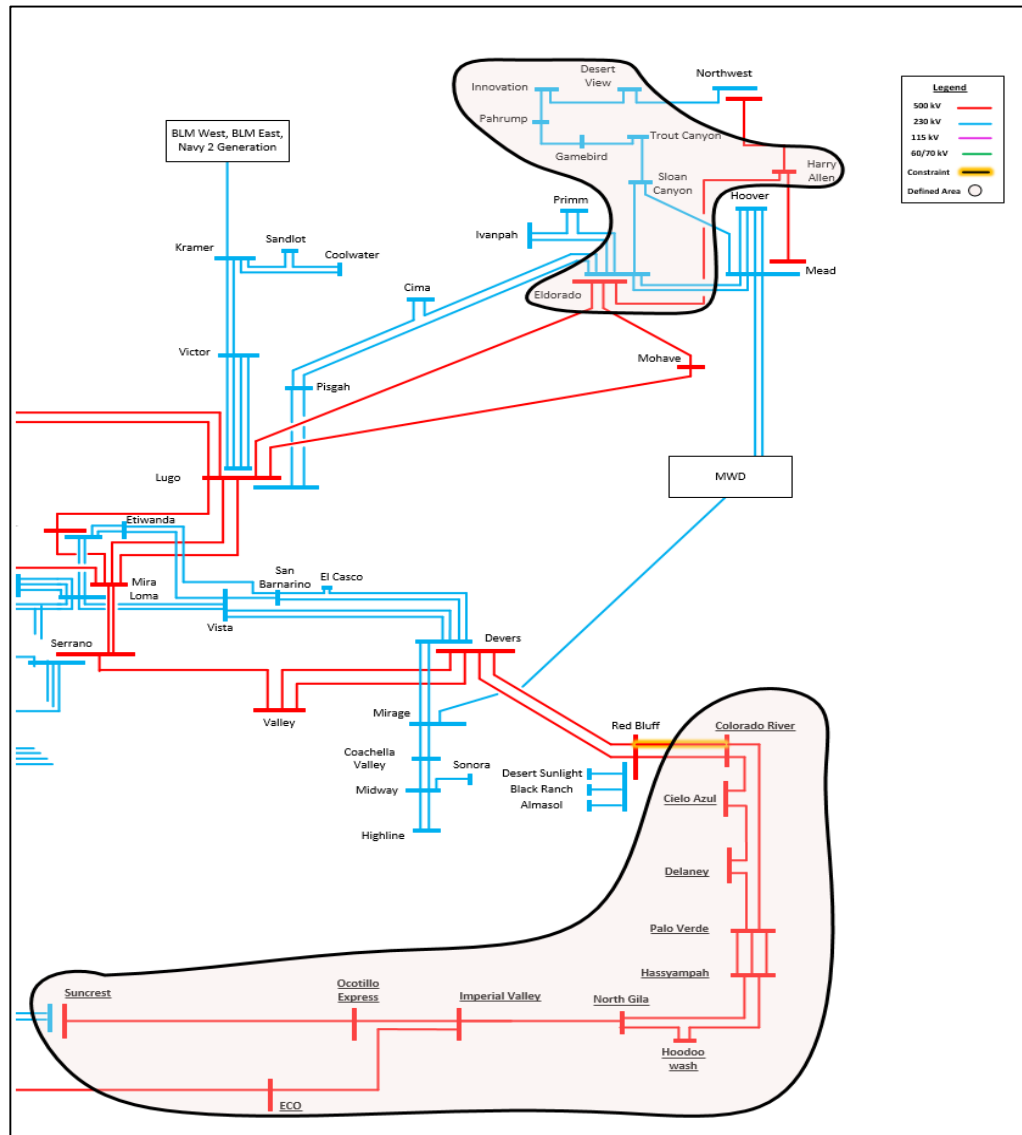 Desert
View
Northwest
Innovation
Pahrump
Trout Canyon
Gamebird
Harry
Allen
Sloan
Canyon
Hoover
Legend
500 kV
230 kV
115 kV
60/70 kV
Constraint
Defined Area
BLM West, BLM East,
Navy 2 Generation
Primm
Ivanpah
Sandlot
Kramer
Coolwater
Mead
Cima
Eldorado
Victor
Pisgah
Mohave
Lugo
MWD
Etiwanda
San
Barnarino
El Casco
Mira
Loma
Vista
Serrano
Devers
Valley
Mirage
Red Bluff
Colorado River
Coachella
Valley
Sonora
Midway
Desert Sunlight
Black Ranch
Almasol
Cielo Azul
Highline
Delaney
Palo Verde
Hassyampah
Suncrest
Ocotillo
Express
Imperial Valley
North Gila
Hoodoo
wash
ECO